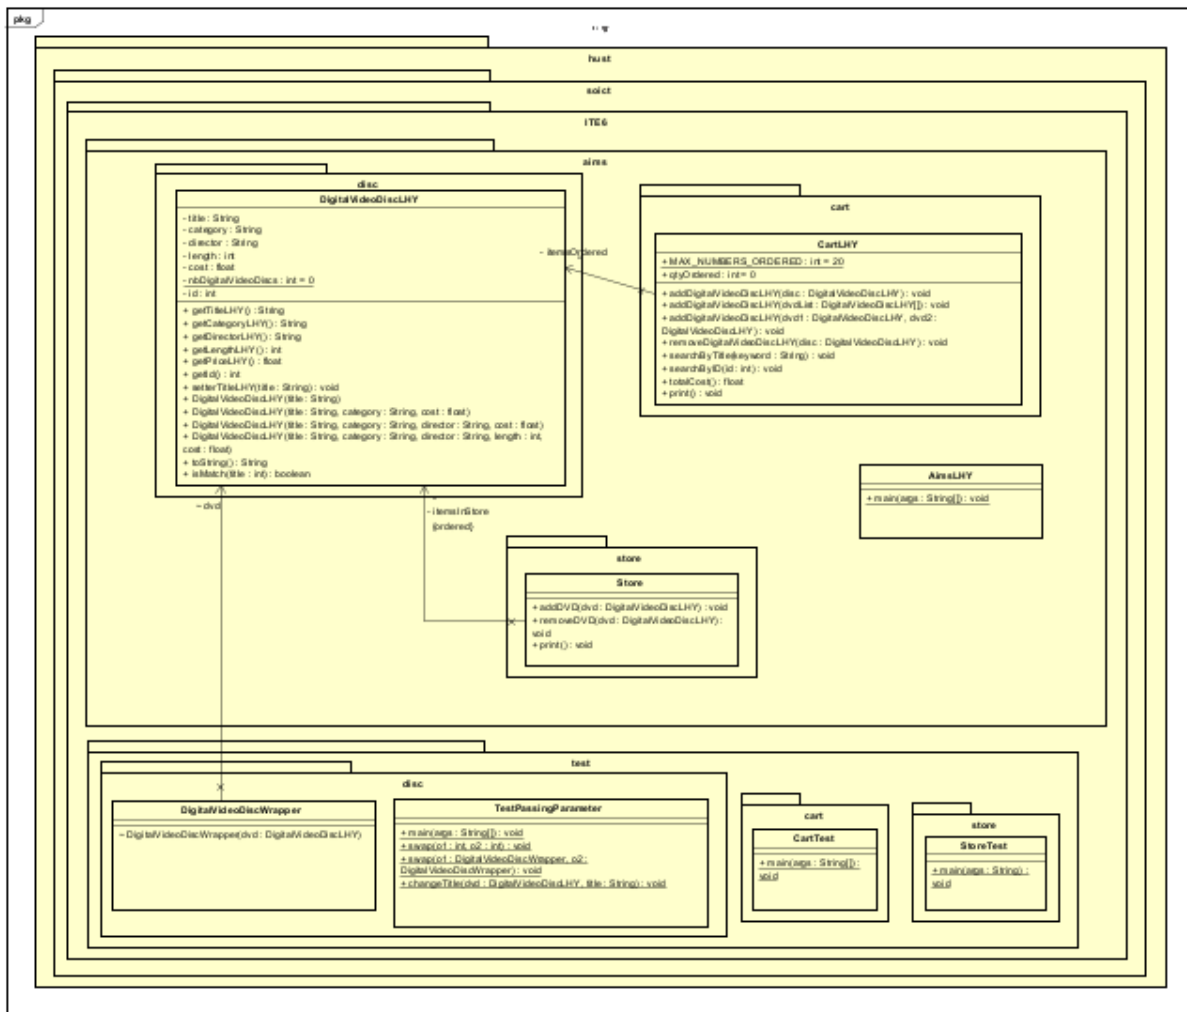 pkg
hust
soict
ITE6
aims
disc
DigitalVideoDiscLHY
- title : String
- category : String
- director : String
- length : int
- cost : float
- nbDigitalVideoDiscs : int = 0
- id : int
+ getTitleLHY() : String
+ getCategoryLHY() : String
+ getDirectorLHY() : String
+ getLengthLHY() : int
+ getPriceLHY() : float
+ getId() : int
+ setterTitleLHY(title : String) : void
+ DigitalVideoDiscLHY(title : String)
+ DigitalVideoDiscLHY(title : String, category : String, cost : float)
+ DigitalVideoDiscLHY(title : String, category : String, director : String, cost : float)
+ DigitalVideoDiscLHY(title : String, category : String, director : String, length : int,
cost : float)
+ toString() : String
+ isMatch(title : int) : boolean
- itemsOrdered
cart
CartLHY
+ MAX_NUMBERS_ORDERED : int = 20
+ qtyOrdered : int = 0
+ addDigitalVideoDiscLHY(disc : DigitalVideoDiscLHY) : void
+ addDigitalVideoDiscLHY(dvdList : DigitalVideoDiscLHY[]) : void
+ addDigitalVideoDiscLHY(dvd1 : DigitalVideoDiscLHY, dvd2 :
DigitalVideoDiscLHY) : void
+ removeDigitalVideoDiscLHY(disc : DigitalVideoDiscLHY) : void
+ searchByTitle(keyword : String) : void
+ searchByID(id : int) : void
+ totalCost() : float
+ print() : void
AimsLHY
+ main(args : String[]) : void
~ dvd
- itemsInStore
{ordered}
store
Store
+ addDVD(dvd : DigitalVideoDiscLHY) : void
+ removeDVD(dvd : DigitalVideoDiscLHY) :
void
+ print() : void
test
disc
DigitalVideoDiscWrapper
~ DigitalVideoDiscWrapper(dvd : DigitalVideoDiscLHY)
TestPassingParameter
+ main(args : String[]) : void
+ swap(o1 : int, o2 : int) : void
+ swap(o1 : DigitalVideoDiscWrapper, o2 :
DigitalVideoDiscWrapper) : void
+ changeTitle(dvd : DigitalVideoDiscLHY, title : String) : void
cart
CartTest
+ main(args : String[]) :
void
store
StoreTest
+ main(args : String) :
void